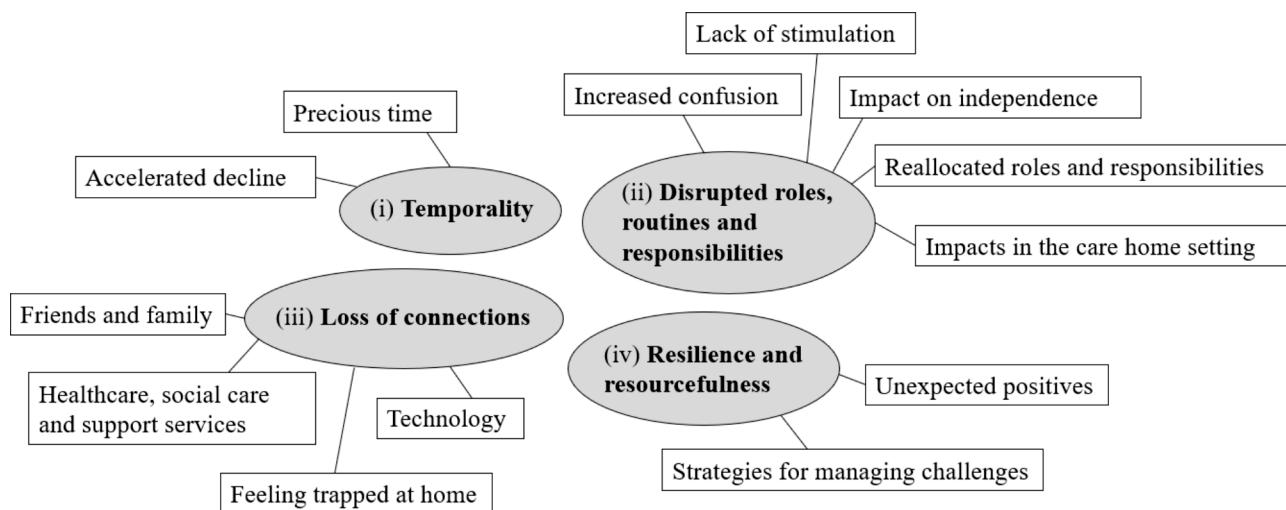 Lack of stimulation
Increased confusion
Impact on independence
Precious time
Reallocated roles and responsibilities
Accelerated decline
(i) Temporality
(ii) Disrupted roles,
routines and
responsibilities
Impacts in the care home setting
Friends and family
(iii) Loss of connections
(iv) Resilience and
resourcefulness
Unexpected positives
Healthcare, social care
and support services
Technology
Strategies for managing challenges
Feeling trapped at home